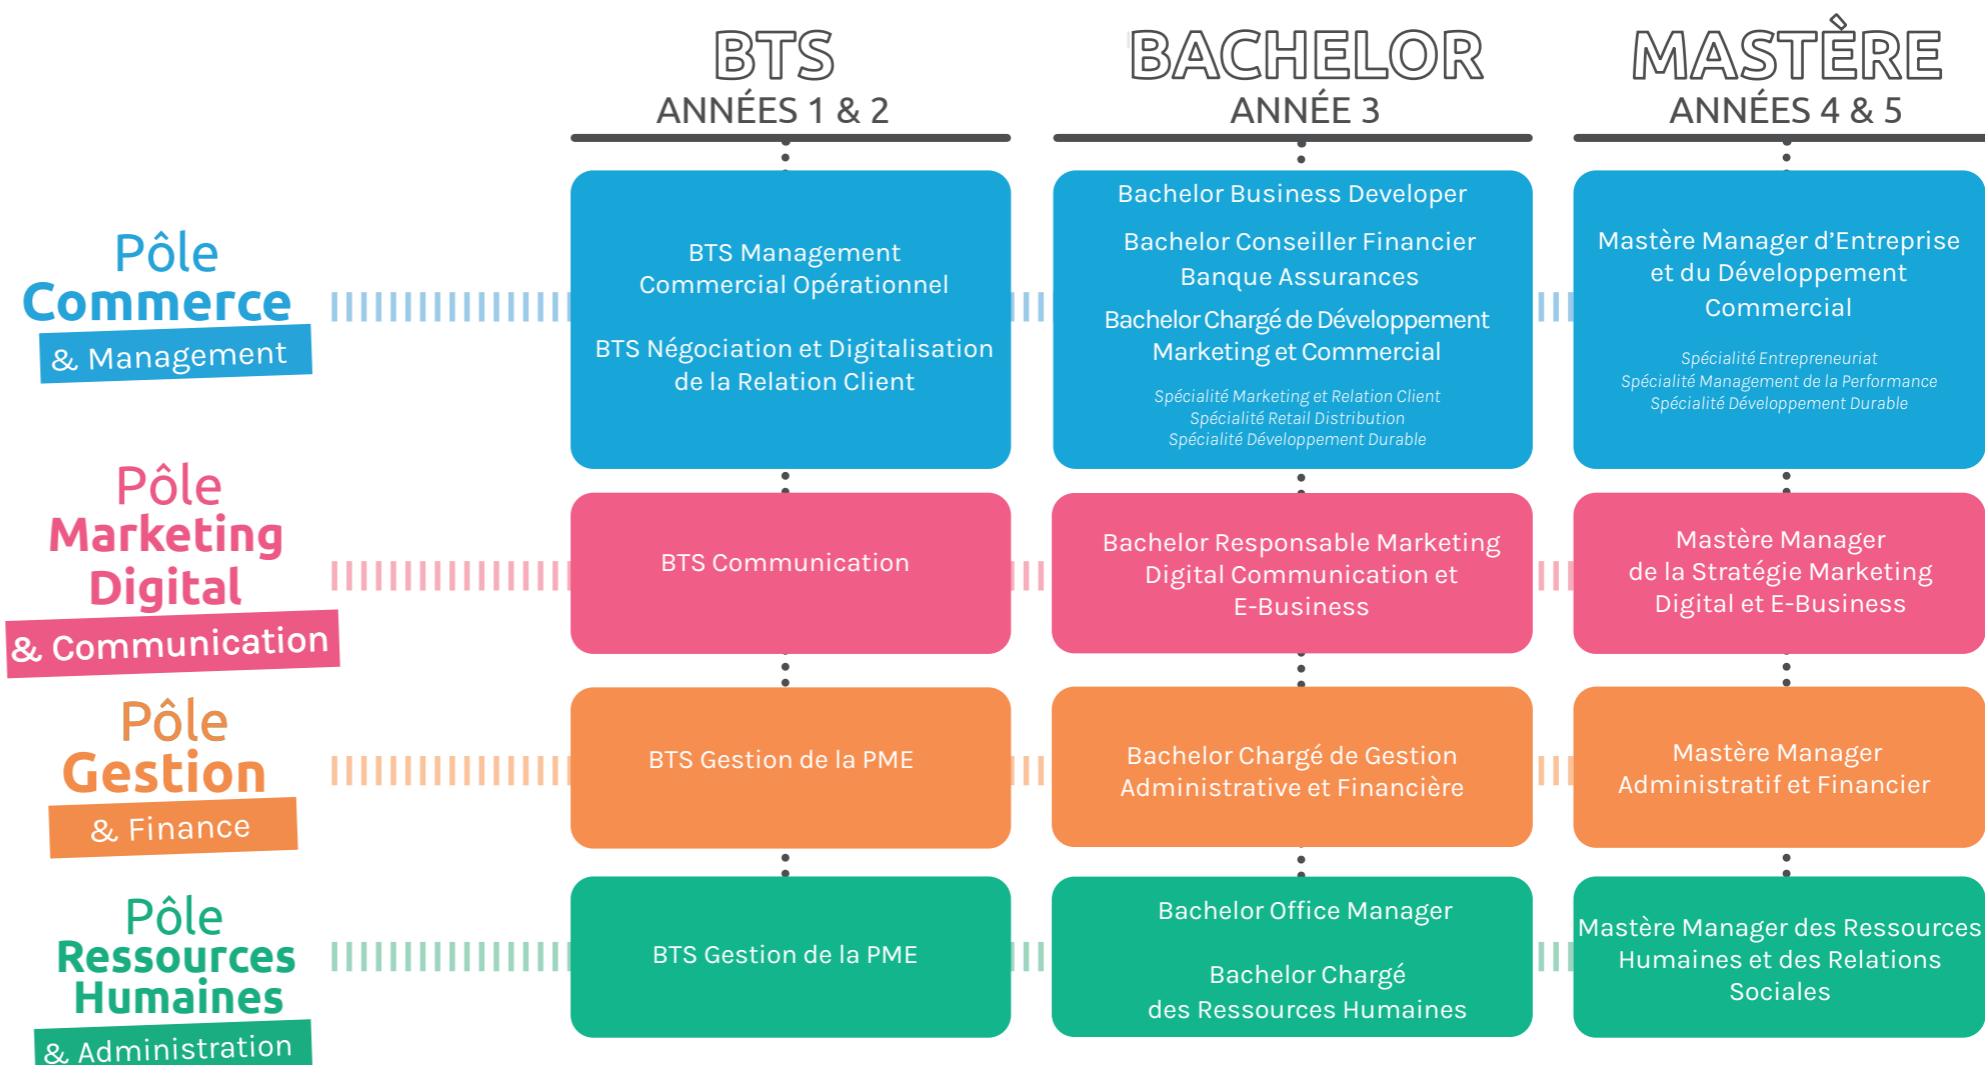 BTS
ANNÉES 1 & 2
BACHELOR
ANNÉE 3
MASTÈRE
ANNÉES 4 & 5
Pôle
Commerce
& Management
BTS Management
Commercial Opérationnel
BTS Négociation et Digitalisation
de la Relation Client
Bachelor Business Developer
Bachelor Conseiller Financier
Banque Assurances
Bachelor Chargé de Développement
Marketing et Commercial
Spécialité Marketing et Relation Client
Spécialité Retail Distribution
Spécialité Développement Durable
Mastère Manager d'Entreprise
et du Développement
Commercial
Spécialité Entrepreneuriat
Spécialité Management de la Performance
Spécialité Développement Durable
Pôle
Marketing
Digital
& Communication
BTS Communication
Bachelor Responsable Marketing
Digital Communication et
E-Business
Mastère Manager
de la Stratégie Marketing
Digital et E-Business
Pôle
Gestion
& Finance
BTS Gestion de la PME
Bachelor Chargé de Gestion
Administrative et Financière
Mastère Manager
Administratif et Financier
Pôle
Ressources
Humaines
& Administration
BTS Gestion de la PME
Bachelor Office Manager
Bachelor Chargé
des Ressources Humaines
Mastère Manager des Ressources
Humaines et des Relations
Sociales